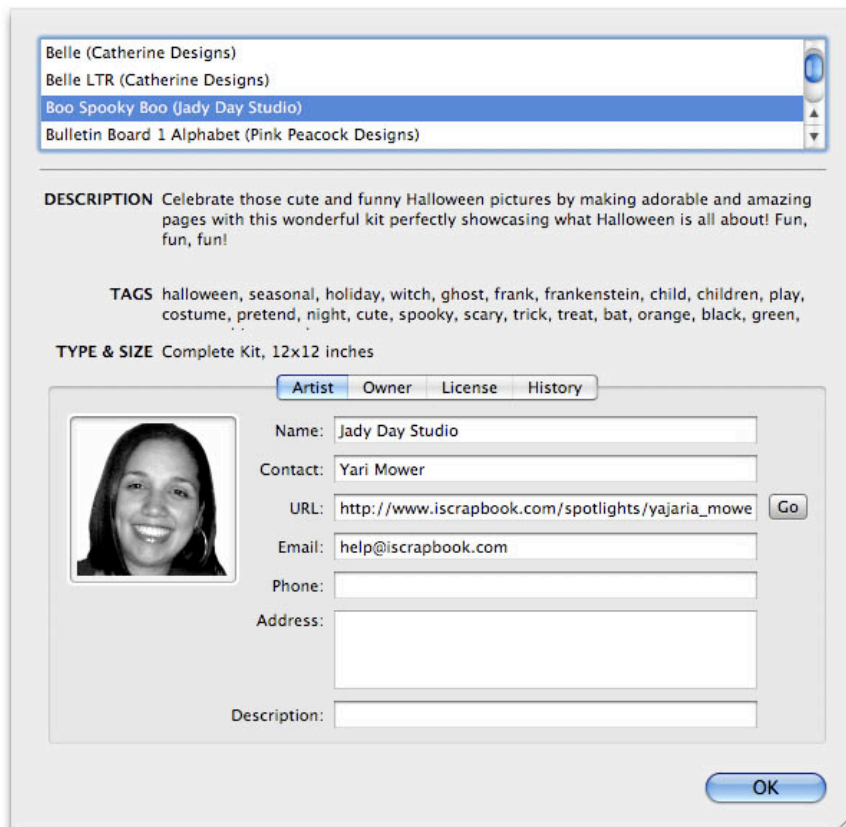 Belle (Catherine Designs)
Belle LTR (Catherine Designs)
Boo Spooky Boo (Jady Day Studio)
Bulletin Board 1 Alphabet (Pink Peacock Designs)
DESCRIPTION Celebrate those cute and funny Halloween pictures by making adorable and amazing
pages with this wonderful kit perfectly showcasing what Halloween is all about! Fun,
fun, fun!
TAGS halloween, seasonal, holiday, witch, ghost, frank, frankenstein, child, children, play,
costume, pretend, night, cute, spooky, scary, trick, treat, bat, orange, black, green,
TYPE & SIZE Complete Kit, 12x12 inches
Artist Owner License History
Name: Jady Day Studio
Contact: Yari Mower
URL: http://www.iscrapbook.com/spotlights/yajaria_mowe Go
Email: help@iscrapbook.com
Phone:
Address:
Description:
OK